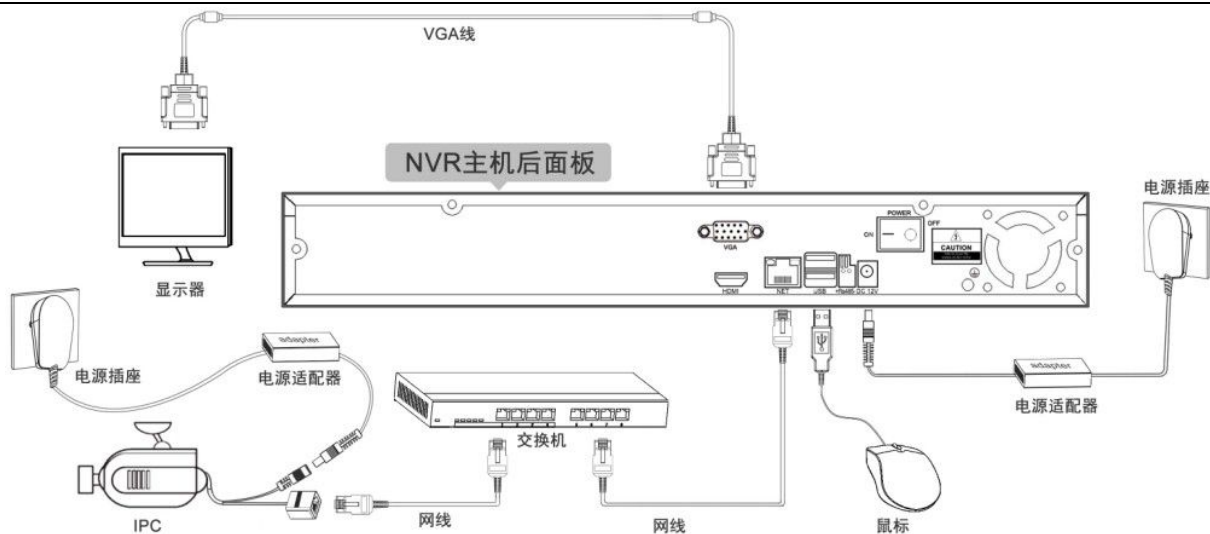 VGA线
NVR主机后面板
电源插座
POWER
ON
OFF
CAUTION
VGA
HDMI
NET
USB
+Rs485-
DC 12V
显示器
电源插座
adapter
电源适配器
adapter
电源适配器
交换机
IPC
网线
网线
鼠标